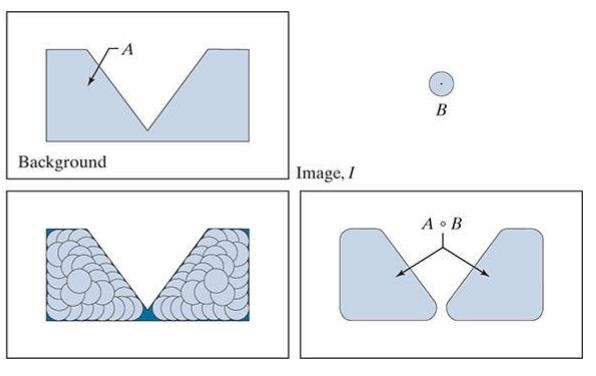 A
B
Background
Image, I
A ∘ B